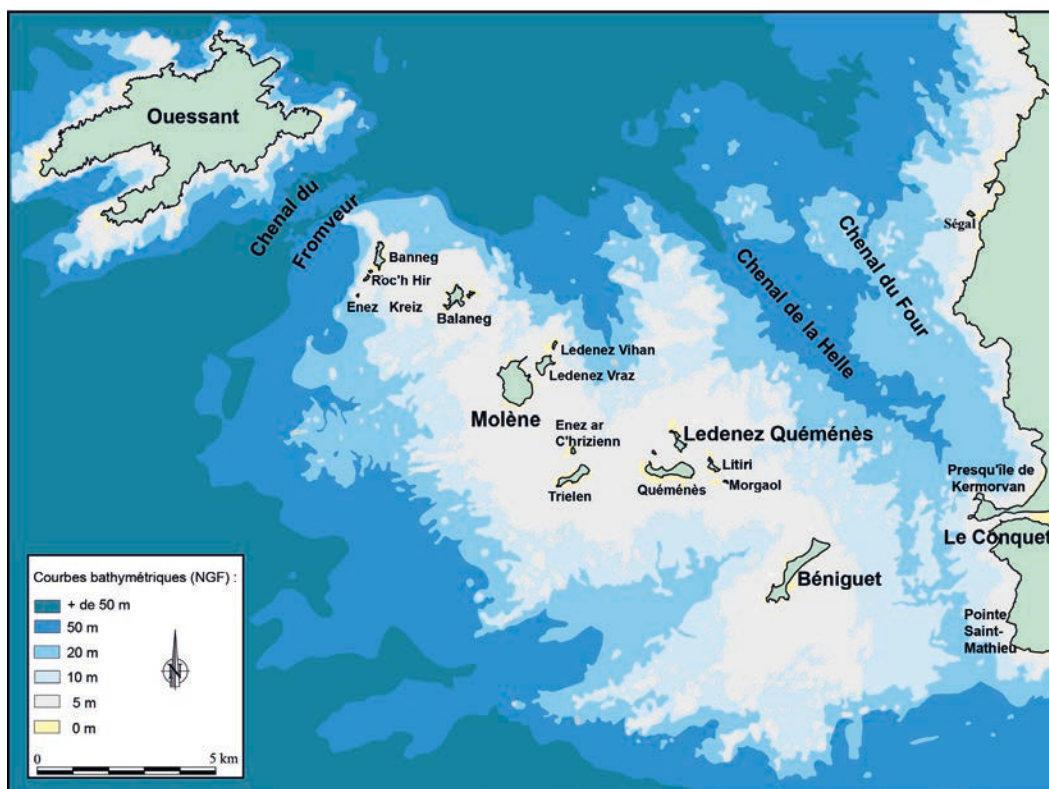 Ouessant
Chenal du
Fromveur
Banneg
Roc'h Hir
Enez Kreiz
Balaneg
Ledenez Vihan
Ledenez Vraz
Molène
Enez ar
C'hrizienn
Trielen
Ledenez Quéménès
Quéménès
Litiri
Morgaol
Béniguet
Chenal de la Helle
Chenal du Four
Ségal
Presqu'île de
Kermorvan
Le Conquet
Pointe
Saint-
Mathieu
Courbes bathymétriques (NGF) :
+ de 50 m
50 m
20 m
10 m
5 m
0 m
N
0 5 km